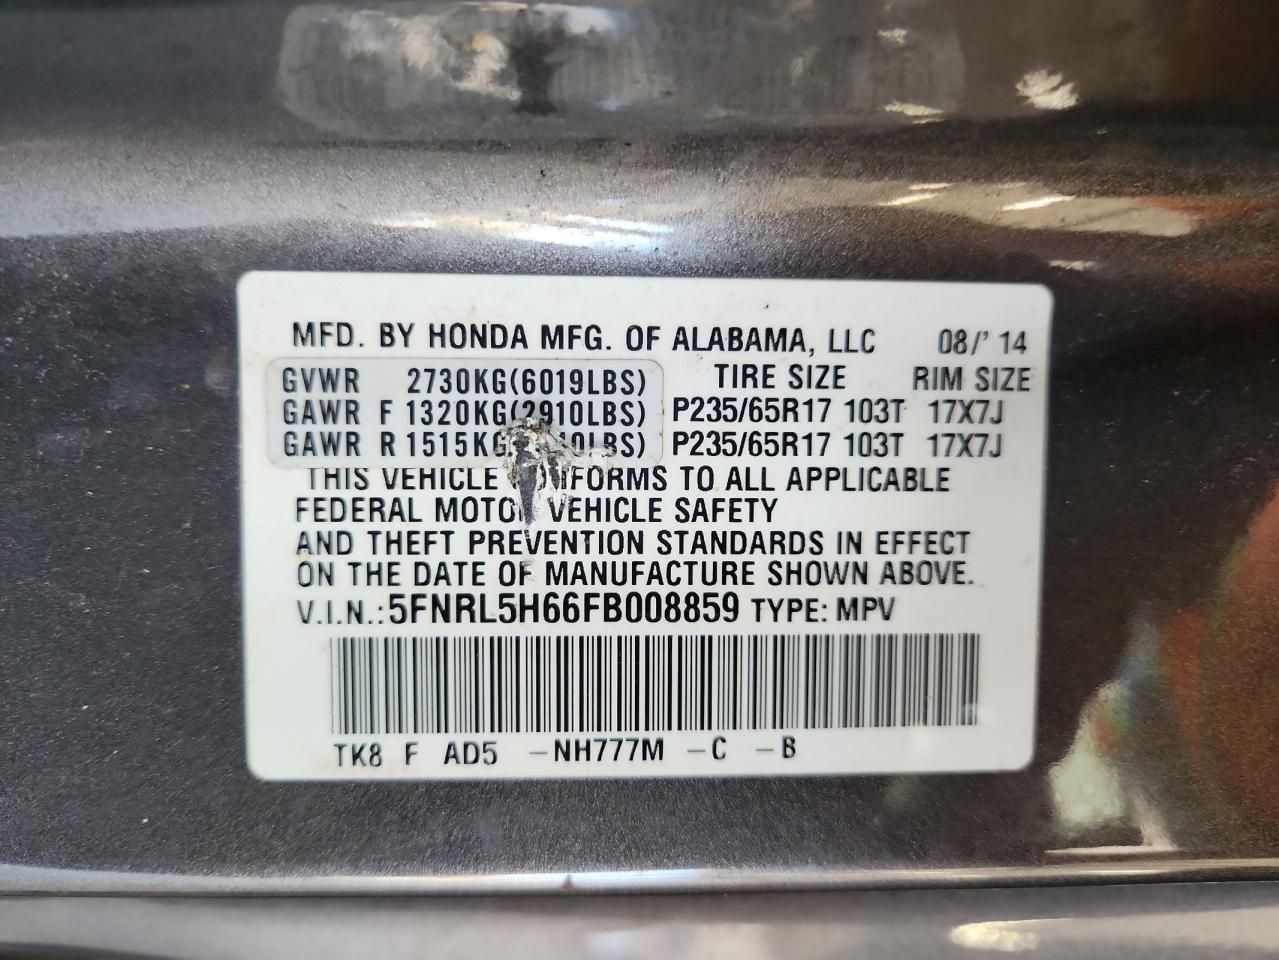 MFD. BY HONDA MFG. OF ALABAMA, LLC 08/'14
GVWR 2730KG(6019LBS) TIRE SIZE RIM SIZE
GAWR F 1320KG(2910LBS) P235/65R17 103T 17X7J
GAWR R 1515KG LBS) P235/65R17 103T 17X7J
THIS VEHICLE TO ALL APPLICABLE
FEDERAL MOTOR VEHICLE SAFETY
AND THEFT PREVENTION STANDARDS IN EFFECT
ON THE DATE OF MANUFACTURE SHOWN ABOVE.
V.I.N.: 5FNRL5H66FB008859 TYPE: MPV
TK8 F AD5 -NH777M -C -B